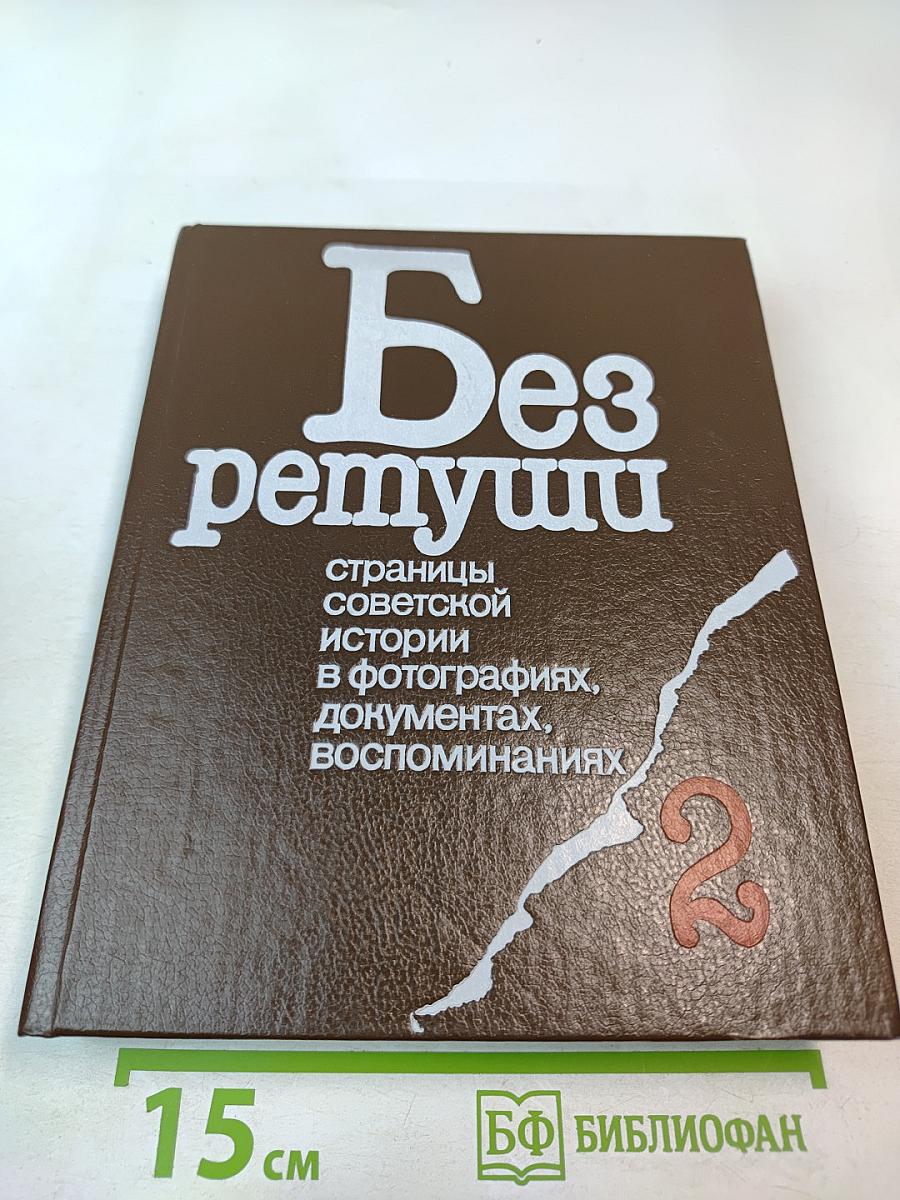 Без
ретуши
страницы
советской
истории
в фотографиях,
документах,
воспоминаниях
2
15 см
БФ БИБЛИОФАН